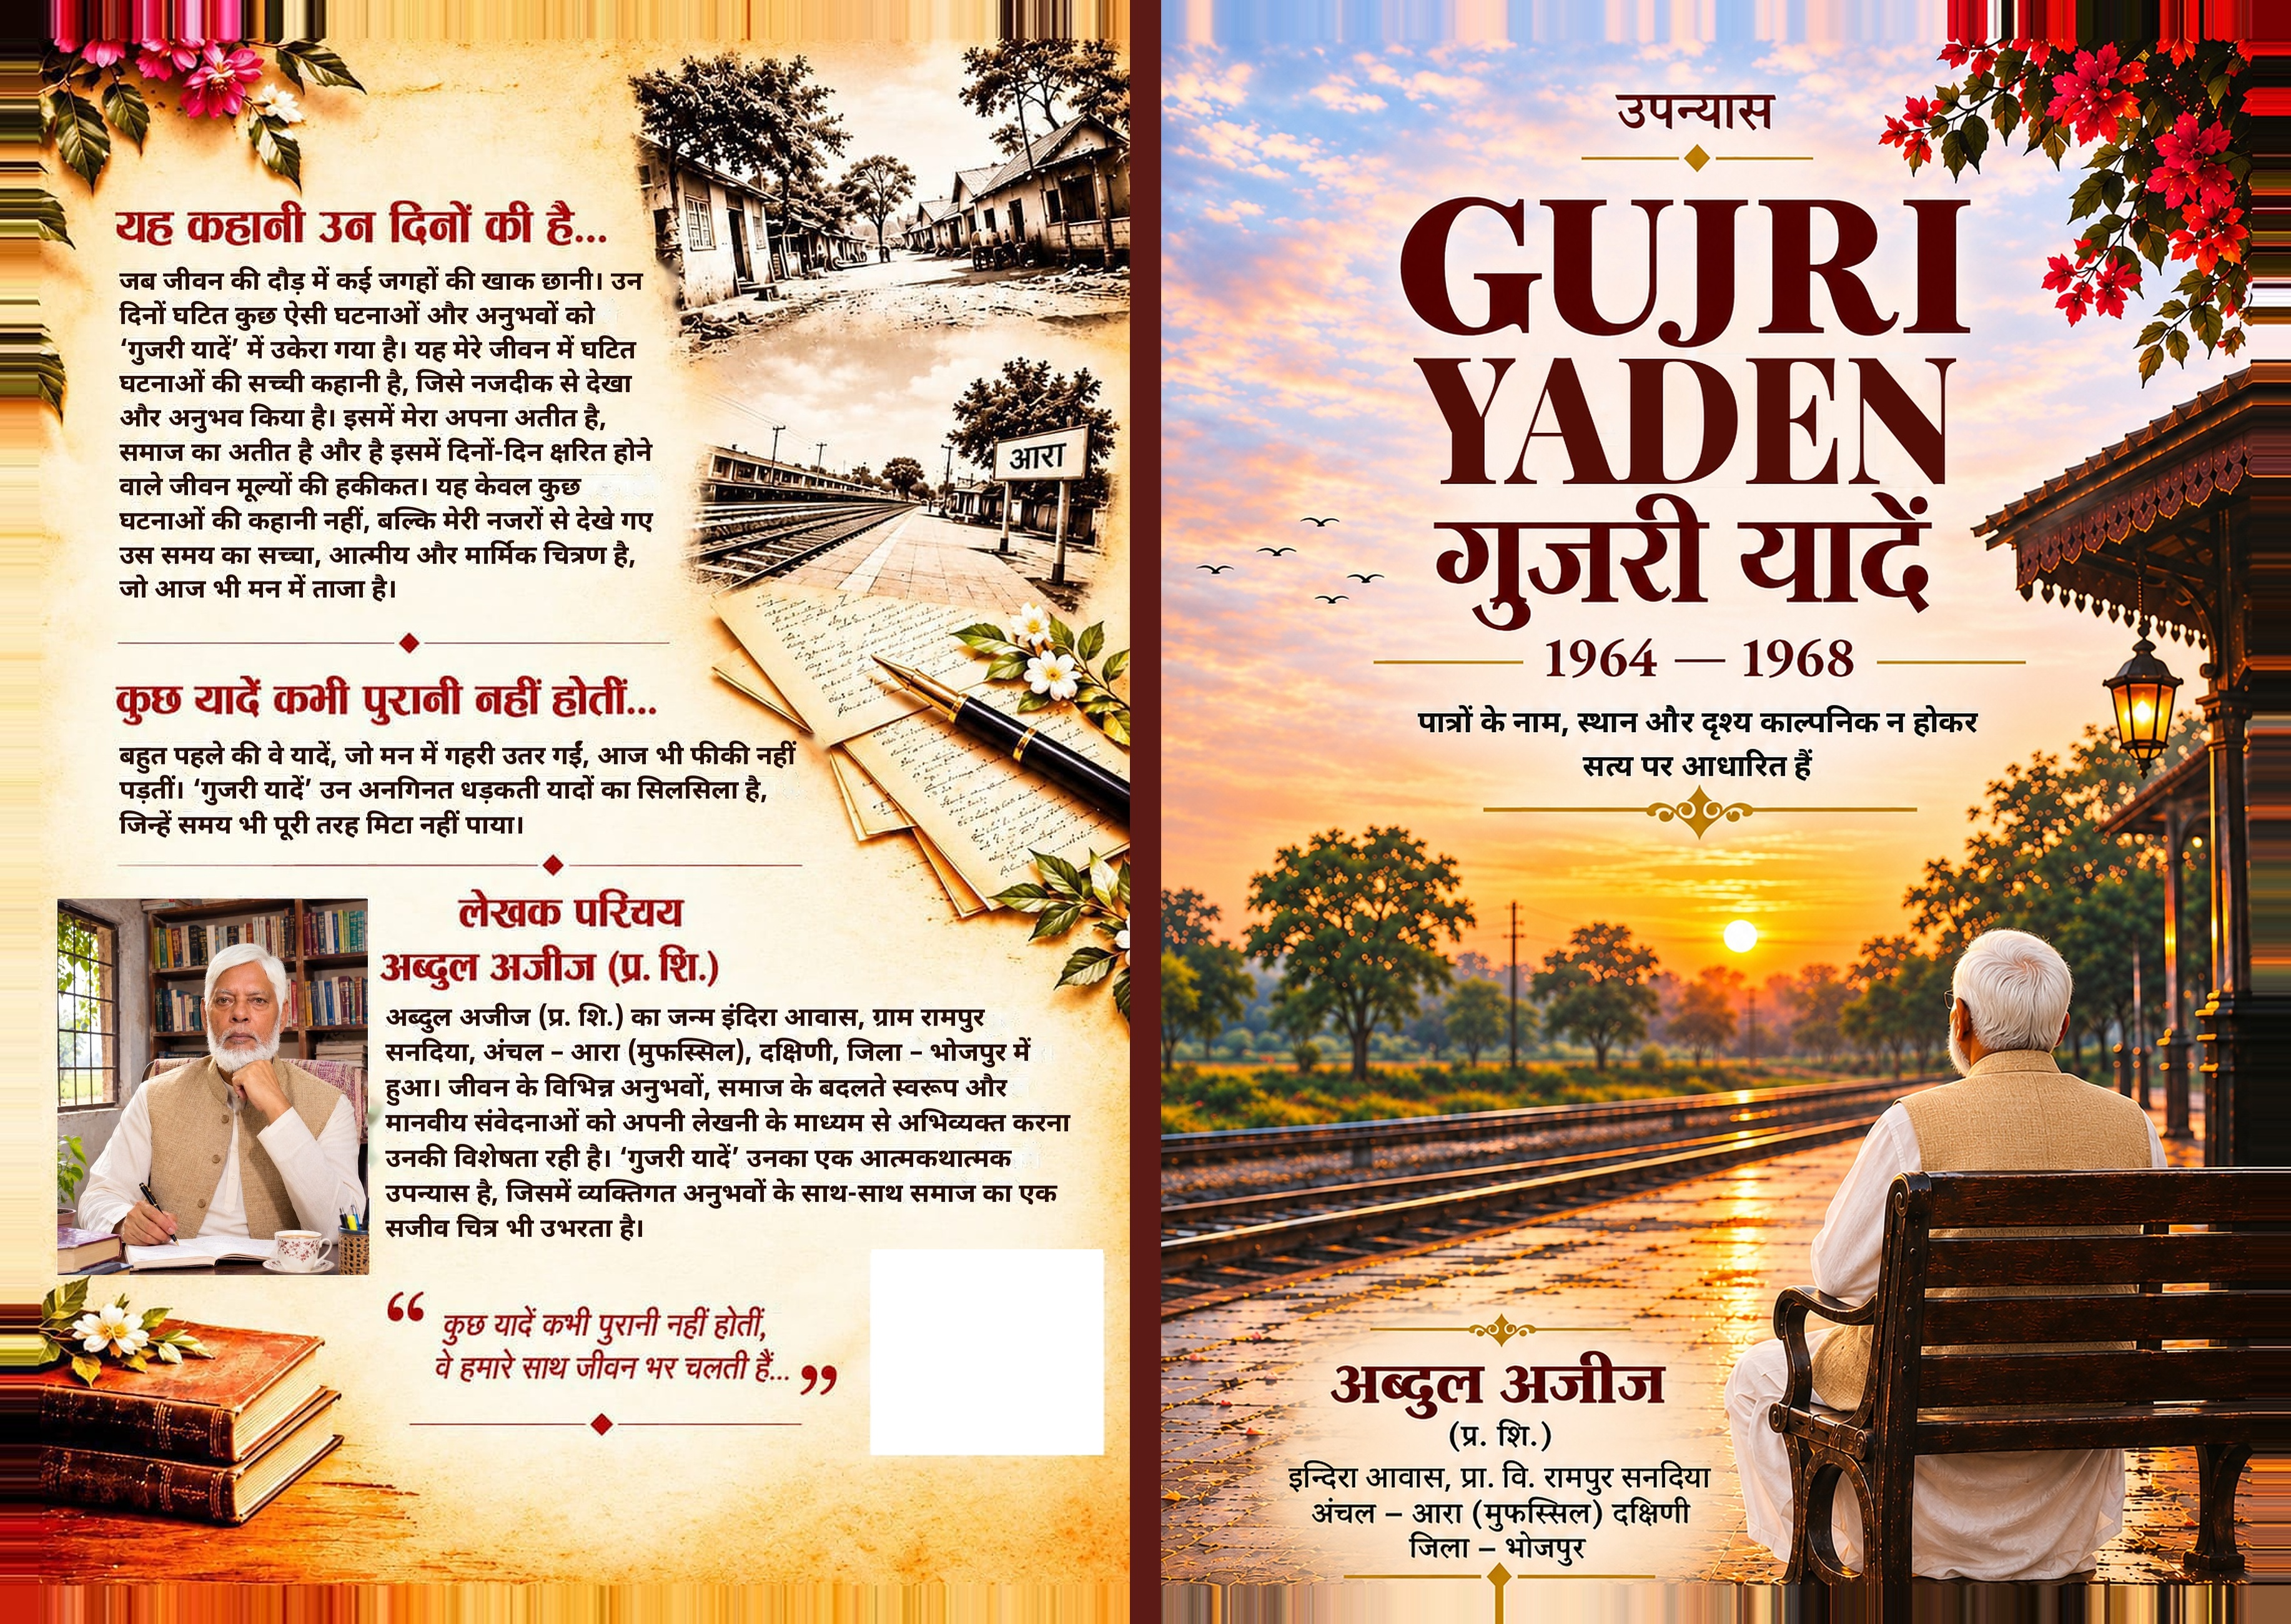 यह कहानी उन दिनों की है...
जब जीवन की दौड़ में कई जगहों की खाक छानी। उन
दिनों घटित कुछ ऐसी घटनाओं और अनुभवों को
‘गुजरी यादें’ में उकेरा गया है। यह मेरे जीवन में घटित
घटनाओं की सच्ची कहानी है, जिसे नजदीक से देखा
और अनुभव किया है। इसमें मेरा अपना अतीत है,
समाज का अतीत है और है इसमें दिनों-दिन क्षरित होने
वाले जीवन मूल्यों की हकीकत। यह केवल कुछ
घटनाओं की कहानी नहीं, बल्कि मेरी नजरों से देखे गए
उस समय का सच्चा, आत्मीय और मार्मिक चित्रण है,
जो आज भी मन में ताजा है।
आरा
कुछ यादें कभी पुरानी नहीं होतीं...
बहुत पहले की वे यादें, जो मन में गहरी उतर गईं, आज भी फीकी नहीं
पड़तीं। ‘गुजरी यादें’ उन अनगिनत धड़कती यादों का सिलसिला है,
जिन्हें समय भी पूरी तरह मिटा नहीं पाया।
लेखक परिचय
अब्दुल अजीज (प्र. शि.)
अब्दुल अजीज (प्र. शि.) का जन्म इंदिरा आवास, ग्राम रामपुर
सनदिया, अंचल – आरा (मुफस्सिल), दक्षिणी, जिला – भोजपुर में
हुआ। जीवन के विभिन्न अनुभवों, समाज के बदलते स्वरूप और
मानवीय संवेदनाओं को अपनी लेखनी के माध्यम से अभिव्यक्त करना
उनकी विशेषता रही है। ‘गुजरी यादें’ उनका एक आत्मकथात्मक
उपन्यास है, जिसमें व्यक्तिगत अनुभवों के साथ-साथ समाज का एक
सजीव चित्र भी उभरता है।
“ कुछ यादें कभी पुरानी नहीं होतीं,
वे हमारे साथ जीवन भर चलती हैं... ”
उपन्यास
GUJRI
YADEN
गुजरी यादें
1964 — 1968
पात्रों के नाम, स्थान और दृश्य काल्पनिक न होकर
सत्य पर आधारित हैं
अब्दुल अजीज
(प्र. शि.)
इन्दिरा आवास, प्रा. वि. रामपुर सनदिया
अंचल – आरा (मुफस्सिल) दक्षिणी
जिला – भोजपुर